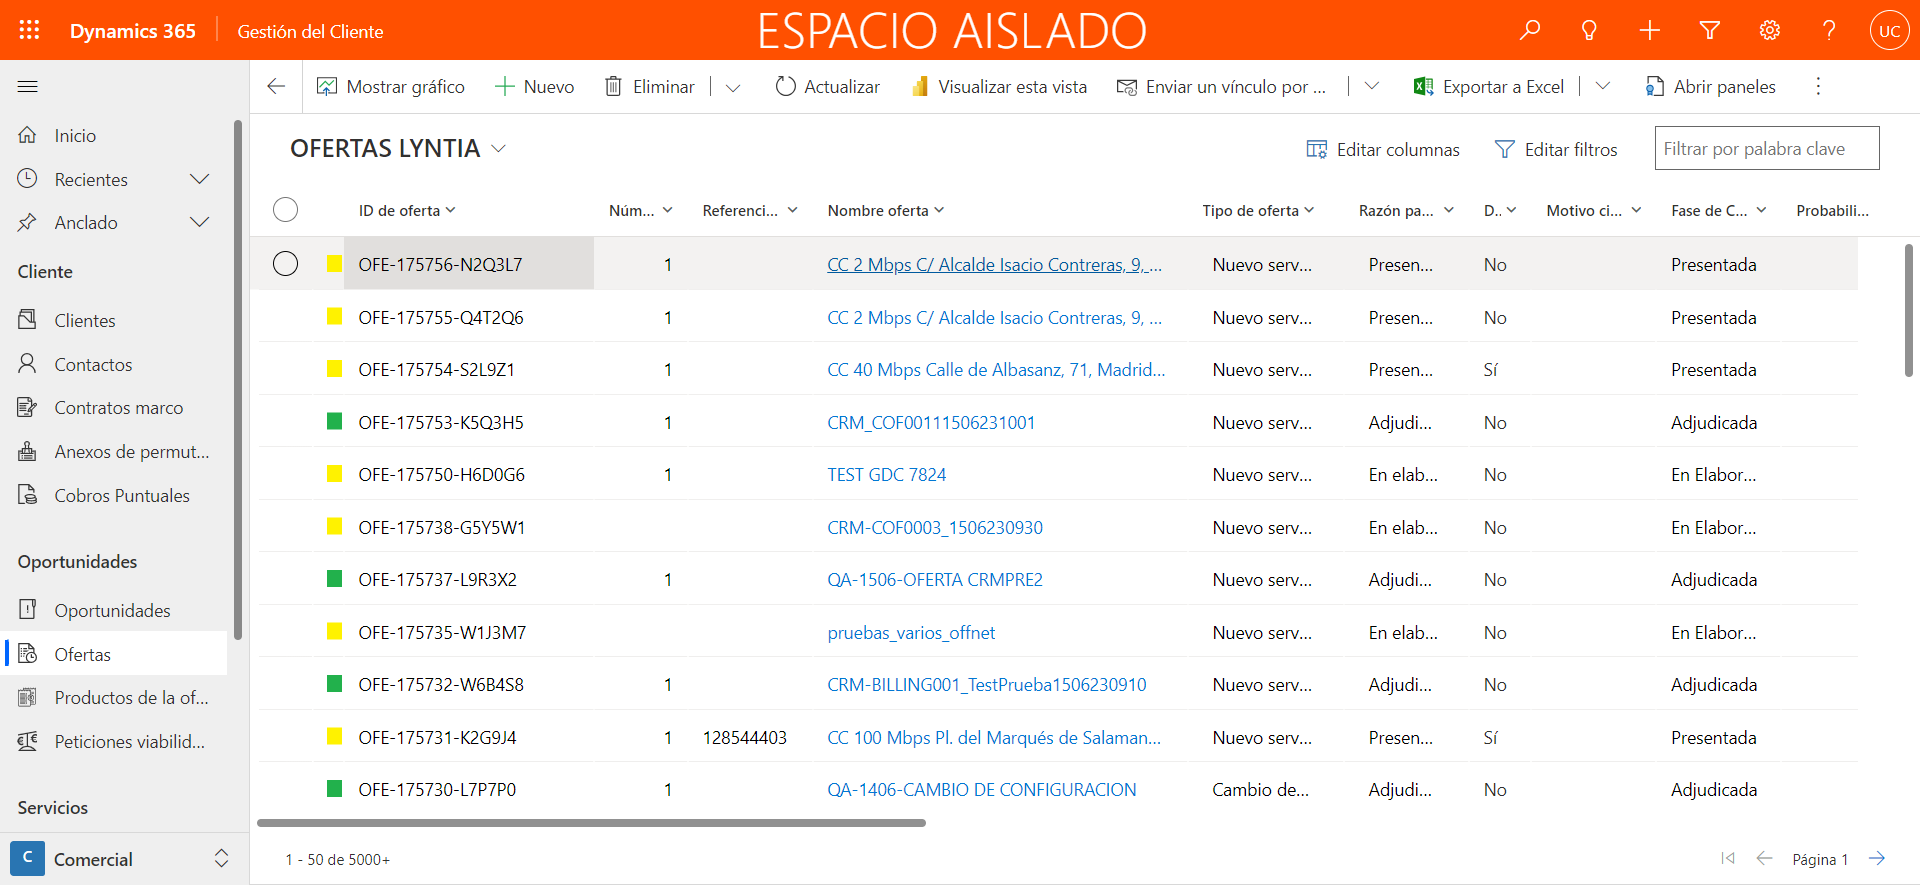 Dynamics 365 Gestión del Cliente ESPACIO AISLADO UC
Mostrar gráfico Nuevo Eliminar Actualizar Visualizar esta vista Enviar un vínculo por ... Exportar a Excel Abrir paneles
Inicio
Recientes
Anclado
Cliente
Clientes
Contactos
Contratos marco
Anexos de permut...
Cobros Puntuales
Oportunidades
Oportunidades
Ofertas
Productos de la of...
Peticiones viabilid...
Servicios
C Comercial
OFERTAS LYNTIA Editar columnas Editar filtros Filtrar por palabra clave
ID de oferta Núm... Referenci... Nombre oferta Tipo de oferta Razón pa... D.. Motivo ci... Fase de C... Probabili...
OFE-175756-N2Q3L7 1 CC 2 Mbps C/ Alcalde Isacio Contreras, 9, ... Nuevo serv... Presen... No Presentada
OFE-175755-Q4T2Q6 1 CC 2 Mbps C/ Alcalde Isacio Contreras, 9, ... Nuevo serv... Presen... No Presentada
OFE-175754-S2L9Z1 1 CC 40 Mbps Calle de Albasanz, 71, Madrid... Nuevo serv... Presen... Sí Presentada
OFE-175753-K5Q3H5 1 CRM_COF00111506231001 Nuevo serv... Adjudi... No Adjudicada
OFE-175750-H6D0G6 1 TEST GDC 7824 Nuevo serv... En elab... No En Elabor...
OFE-175738-G5Y5W1 CRM-COF0003_1506230930 Nuevo serv... En elab... No En Elabor...
OFE-175737-L9R3X2 1 QA-1506-OFERTA CRMPRE2 Nuevo serv... Adjudi... No Adjudicada
OFE-175735-W1J3M7 pruebas_varios_offnet Nuevo serv... En elab... No En Elabor...
OFE-175732-W6B4S8 1 CRM-BILLING001_TestPrueba1506230910 Nuevo serv... Adjudi... No Adjudicada
OFE-175731-K2G9J4 1 128544403 CC 100 Mbps Pl. del Marqués de Salaman... Nuevo serv... Presen... Sí Presentada
OFE-175730-L7P7P0 1 QA-1406-CAMBIO DE CONFIGURACION Cambio de... Adjudi... No Adjudicada
1 - 50 de 5000+ Página 1